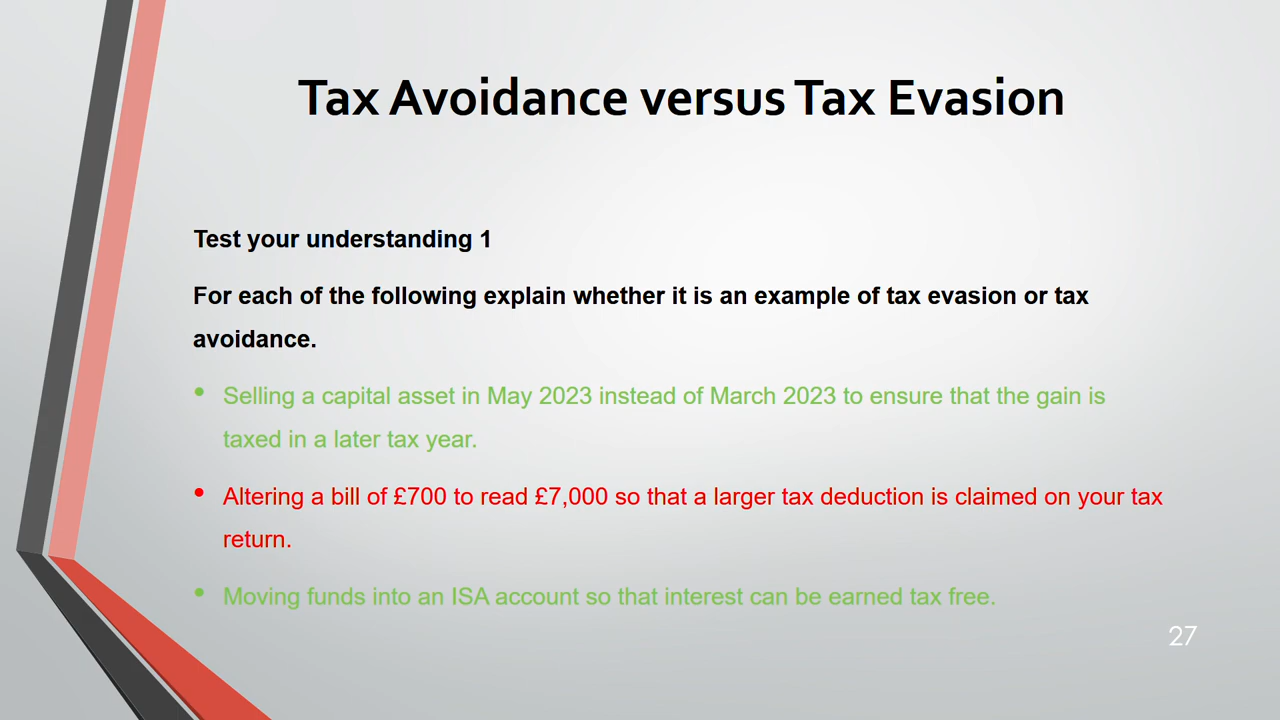 Tax Avoidance versus Tax Evasion
Test your understanding 1
For each of the following explain whether it is an example of tax evasion or tax
avoidance.
• Selling a capital asset in May 2023 instead of March 2023 to ensure that the gain is
taxed in a later tax year.
• Altering a bill of £700 to read £7,000 so that a larger tax deduction is claimed on your tax
return.
• Moving funds into an ISA account so that interest can be earned tax free.
27